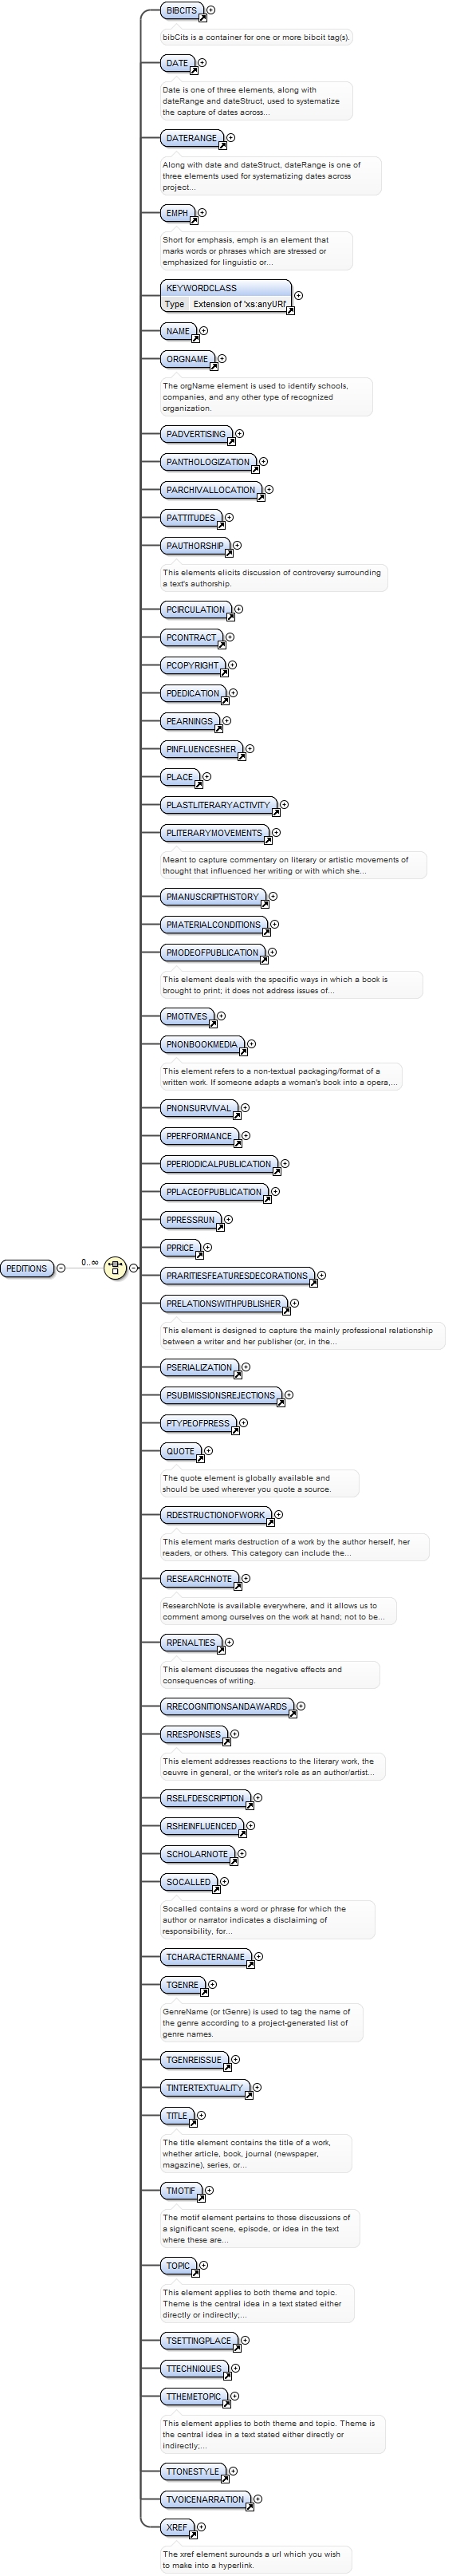 BIBCITS
bibCits is a container for one or more bibcit tag(s).
DATE
Date is one of three elements, along with
dateRange and dateStruct, used to systematize
the capture of dates across...
DATERANGE
Along with date and dateStruct, dateRange is one of
three elements used for systematizing dates across
project...
EMPH
Short for emphasis, emph is an element that
marks words or phrases which are stressed or
emphasized for linguistic or...
KEYWORDCLASS
Type Extension of 'xs:anyURI'
NAME
ORGNAME
The orgName element is used to identify schools,
companies, and any other type of recognized
organization.
PADVERTISING
PANTHOLOGIZATION
PARCHIVALLOCATION
PATTITUDES
PAUTHORSHIP
This elements elicits discussion of controversy surrounding
a text's authorship.
PCIRCULATION
PCONTRACT
PCOPYRIGHT
PDEDICATION
PEARNINGS
PINFLUENCESHER
PLACE
PLASTLITERARYACTIVITY
PLITERARYMOVEMENTS
Meant to capture commentary on literary or artistic movements of
thought that influenced her writing or with which she...
PMANUSCRIPTHISTORY
PMATERIALCONDITIONS
PMODEOFPUBLICATION
This element deals with the specific ways in which a book is
brought to print; it does not address issues of...
PMOTIVES
PNONBOOKMEDIA
This element refers to a non-textual packaging/format of a
written work. If someone adapts a woman's book into a opera,...
PNONSURVIVAL
PPERFORMANCE
PPERIODICALPUBLICATION
PPLACEOFPUBLICATION
PPRESSRUN
PPRICE
PEDITIONS 0..∞
PRARITIESFEATURESDECORATIONS
PRELATIONSWITHPUBLISHER
This element is designed to capture the mainly professional relationship
between a writer and her publisher (or, in the...
PSERIALIZATION
PSUBMISSIONSREJECTIONS
PTYPEOFPRESS
QUOTE
The quote element is globally available and
should be used wherever you quote a source.
RDESTRUCTIONOFWORK
This element marks destruction of a work by the author herself, her
readers, or others. This category can include the...
RESEARCHNOTE
ResearchNote is available everywhere, and it allows us to
comment among ourselves on the work at hand; not to be...
RPENALTIES
This element discusses the negative effects and
consequences of writing.
RRECOGNITIONSANDAWARDS
RRESPONSES
This element addresses reactions to the literary work, the
oeuvre in general, or the writer's role as an author/artist...
RSELFDESCRIPTION
RSHEINFLUENCED
SCHOLARNOTE
SOCALLED
Socalled contains a word or phrase for which the
author or narrator indicates a disclaiming of
responsibility, for...
TCHARACTERNAME
TGENRE
GenreName (or tGenre) is used to tag the name of
the genre according to a project-generated list of
genre names.
TGENREISSUE
TINTERTEXTUALITY
TITLE
The title element contains the title of a work,
whether article, book, journal (newspaper,
magazine), series, or...
TMOTIF
The motif element pertains to those discussions of
a significant scene, episode, or idea in the text
where these are...
TOPIC
This element applies to both theme and topic.
Theme is the central idea in a text stated either
directly or indirectly;...
TSETTINGPLACE
TTECHNIQUES
TTHEMETOPIC
This element applies to both theme and topic. Theme is
the central idea in a text stated either directly or
indirectly;...
TTONESTYLE
TVOICENARRATION
XREF
The xref element surounds a url which you wish
to make into a hyperlink.